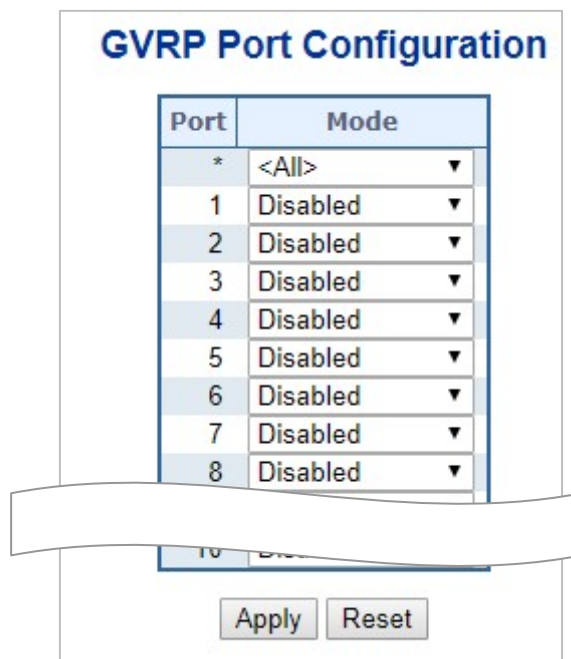 GVRP Port Configuration
Port Mode
* <All>
1 Disabled
2 Disabled
3 Disabled
4 Disabled
5 Disabled
6 Disabled
7 Disabled
8 Disabled
Apply Reset